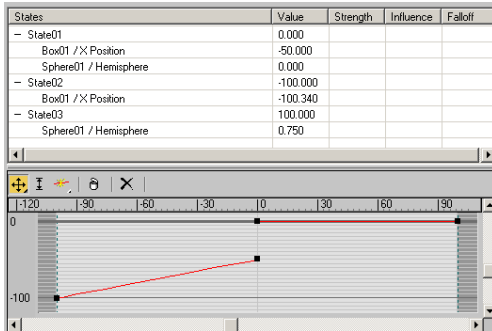 States Value Strength Influence Falloff
− State01 0.000
Box01 / X Position -50.000
Sphere01 / Hemisphere 0.000
− State02 -100.000
Box01 / X Position -100.340
− State03 100.000
Sphere01 / Hemisphere 0.750
-120 -90 -60 -30 0 30 60 90
0
-100